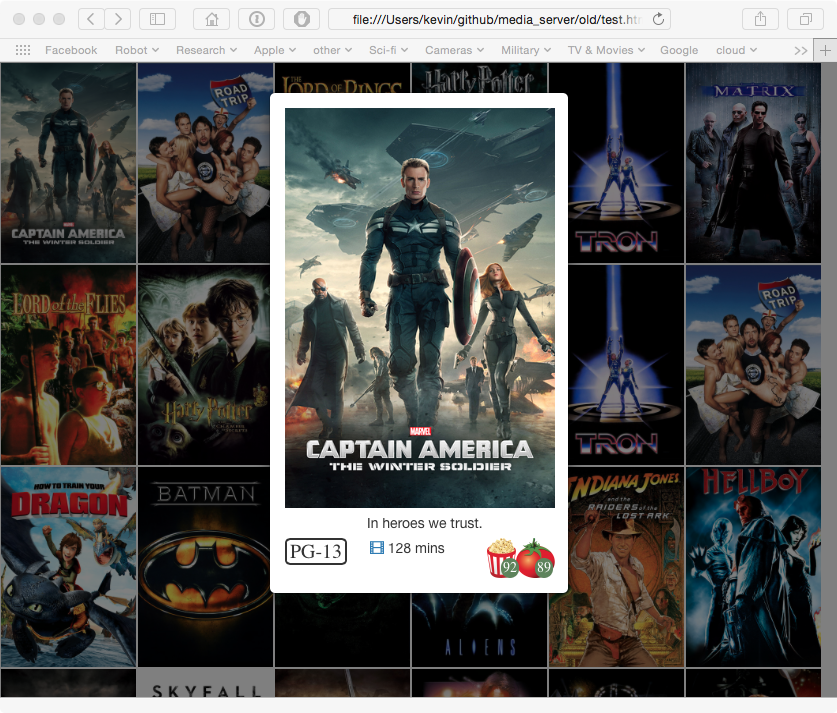 file:///Users/kevin/github/media_server/old/test.htm
Facebook Robot Research Apple other Sci-fi Cameras Military TV & Movies Google cloud >>
CAPTAIN AMERICA
THE WINTER SOLDIER
ROAD
TRIP
THE
LORD OF THE RINGS
Harry Potter
TRON
MATRIX
MARVEL
CAPTAIN AMERICA
THE WINTER SOLDIER
In heroes we trust.
PG-13
128 mins
92
89
LORD of the FLIES
Harry Potter
TRON
ROAD
TRIP
HOW TO TRAIN YOUR
DRAGON
BATMAN
ALIENS
INDIANA JONES
and the
RAIDERS of the
LOST ARK
HELLBOY
SKYFALL